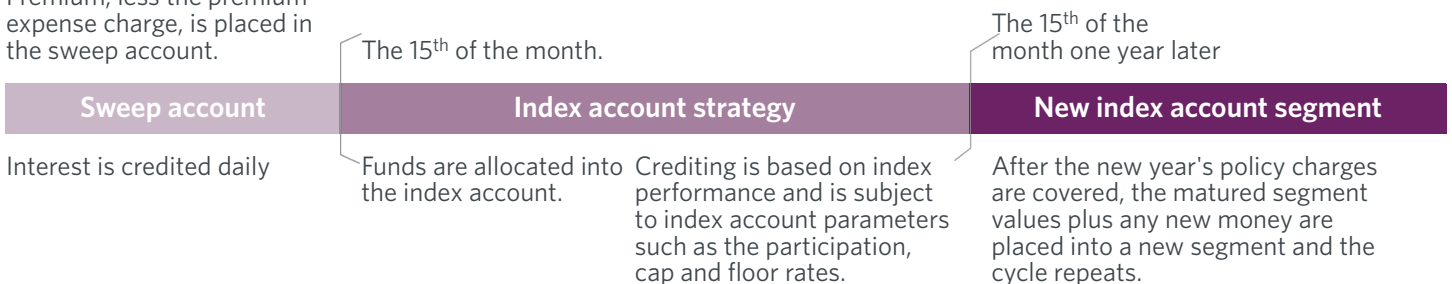 Premium, less the premium
expense charge, is placed in
the sweep account.
The 15th of the month.
The 15th of the
month one year later
Sweep account
Index account strategy
New index account segment
Interest is credited daily
Funds are allocated into
the index account.
Crediting is based on index
performance and is subject
to index account parameters
such as the participation,
cap and floor rates.
After the new year's policy charges
are covered, the matured segment
values plus any new money are
placed into a new segment and the
cycle repeats.